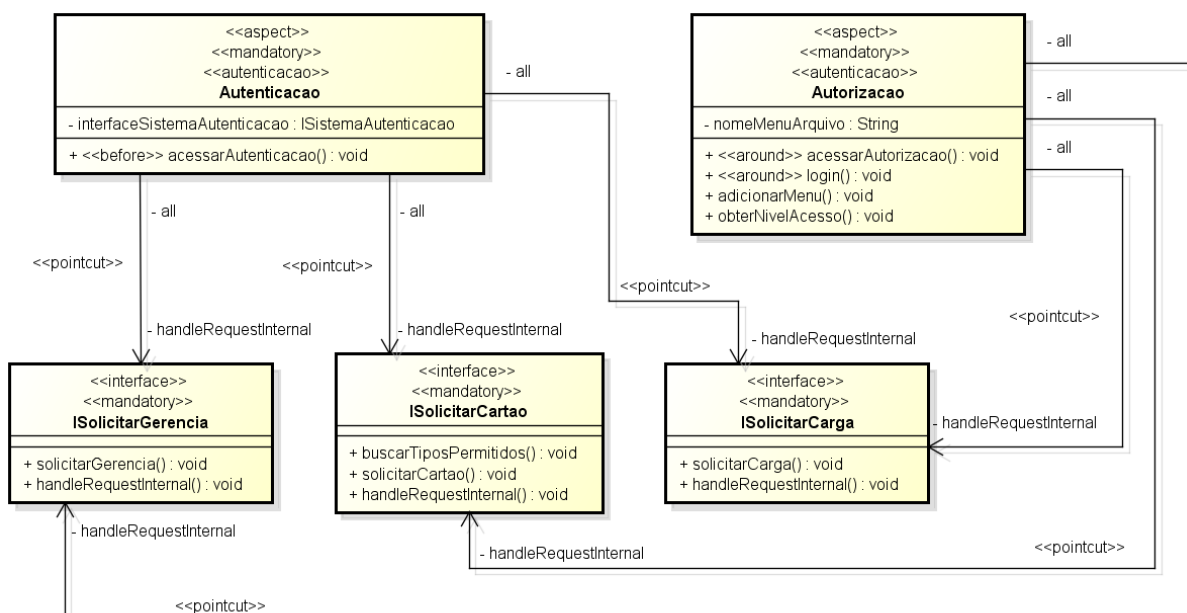 <<aspect>>
<<mandatory>>
<<autenticacao>>
Autenticacao
- interfaceSistemaAutenticacao : ISistemaAutenticacao
+ <<before>> acessarAutenticacao() : void
- all
<<aspect>>
<<mandatory>>
<<autenticacao>>
Autorizacao
- nomeMenuArquivo : String
+ <<around>> acessarAutorizacao() : void
+ <<around>> login() : void
+ adicionarMenu() : void
+ obterNivelAcesso() : void
- all
- all
- all
- all
- all
<<pointcut>>
<<pointcut>>
<<pointcut>>
<<pointcut>>
- handleRequestInternal
- handleRequestInternal
- handleRequestInternal
<<interface>>
<<mandatory>>
ISolicitarGerencia
+ solicitarGerencia() : void
+ handleRequestInternal() : void
<<interface>>
<<mandatory>>
ISolicitarCartao
+ buscarTiposPermitidos() : void
+ solicitarCartao() : void
+ handleRequestInternal() : void
<<interface>>
<<mandatory>>
ISolicitarCarga
+ solicitarCarga() : void
+ handleRequestInternal() : void
- handleRequestInternal
- handleRequestInternal
- handleRequestInternal
<<pointcut>>
<<pointcut>>